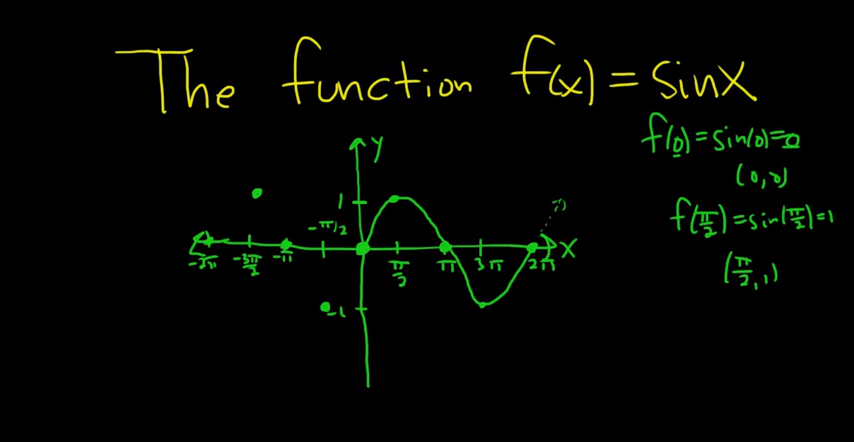 The function f(x) = sinx
f(0) = sin(0) = 0
(0,0)
f(π/2) = sin(π/2) = 1
(π/2, 1)
y
1
-π/2
-2π -3π/2 -π π/2 π 3π 2π x
-1